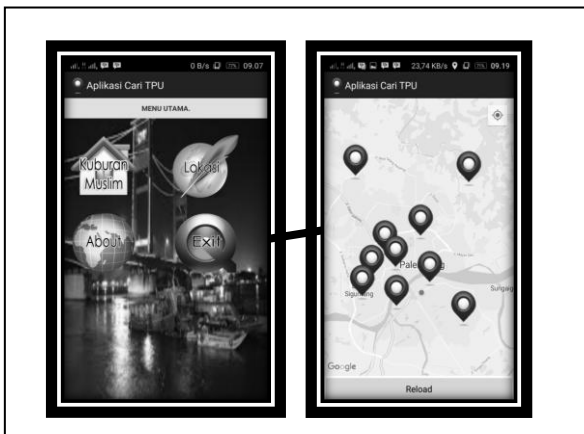 0 B/s 09.07
Aplikasi Cari TPU
MENU UTAMA.
Kuburan
Muslim
Lokasi
About
Exit
23,74 KB/s 09.19
Aplikasi Cari TPU
Google
Reload